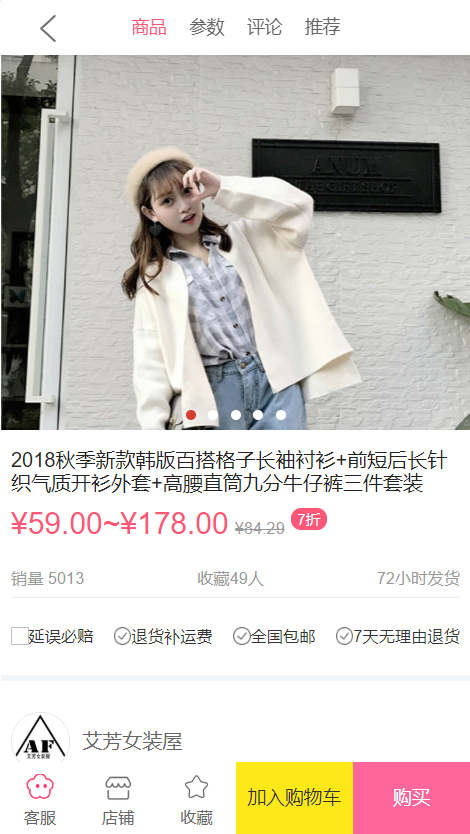 商品 参数 评论 推荐
ANUM
THE GIFT SHOP
2018秋季新款韩版百搭格子长袖衬衫+前短后长针
织气质开衫外套+高腰直筒九分牛仔裤三件套装
¥59.00~¥178.00 ¥84.29 7折
销量 5013 收藏49人 72小时发货
延误必赔 退货补运费 全国包邮 7天无理由退货
AF
艾芳女装屋
艾芳女装屋
客服 店铺 收藏 加入购物车 购买